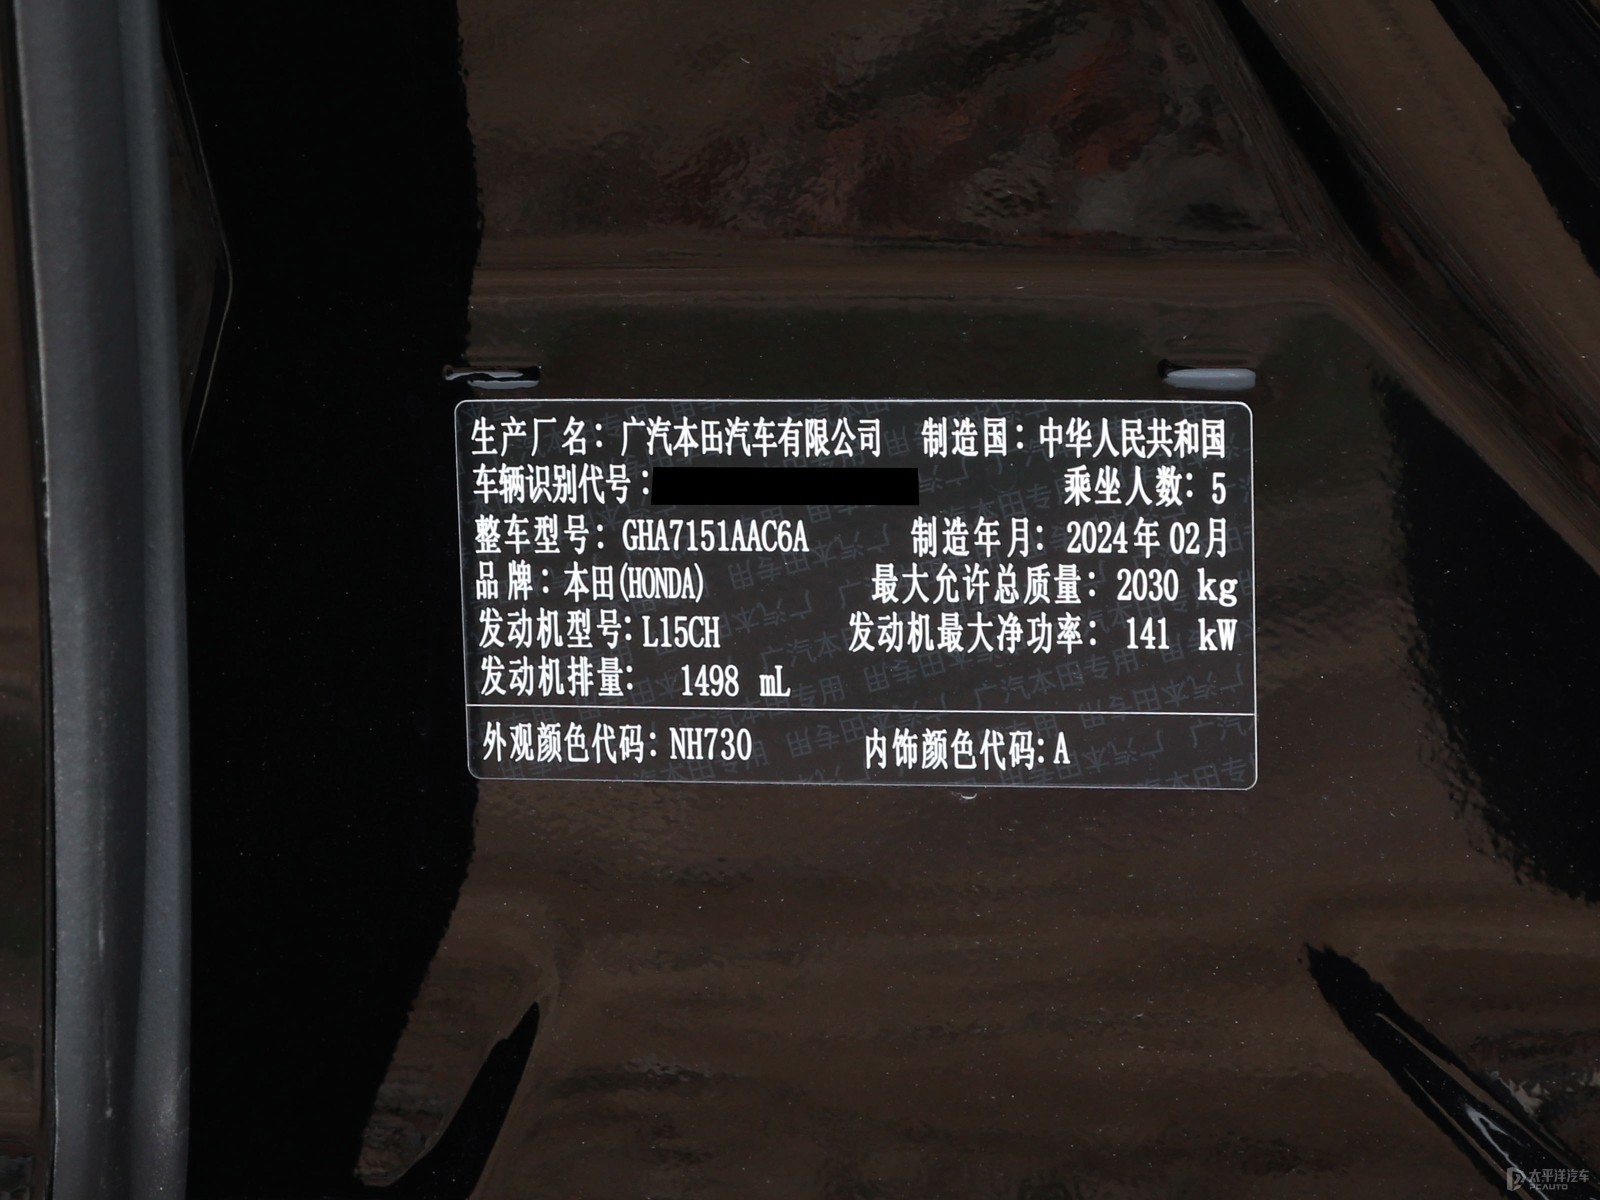 生产厂名：广汽本田汽车有限公司 制造国：中华人民共和国
车辆识别代号： 乘坐人数：5
整车型号：GHA7151AAC6A 制造年月：2024年02月
品牌：本田(HONDA) 最大允许总质量：2030 kg
发动机型号：L15CH 发动机最大净功率：141 kW
发动机排量：1498 mL
外观颜色代码：NH730 内饰颜色代码：A
太平洋汽车
PCAUTO